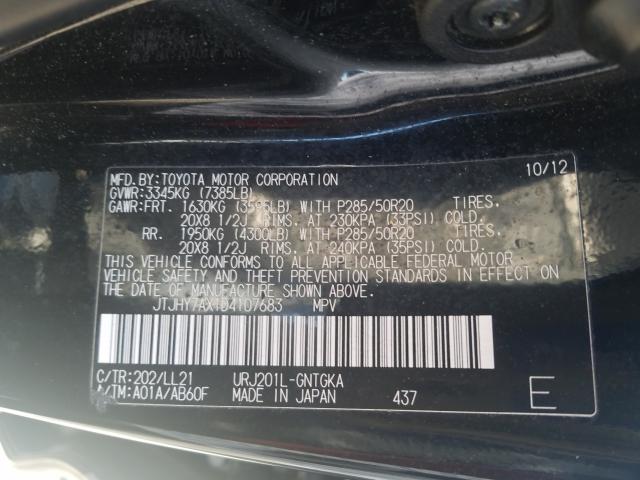 MFD.BY:TOYOTA MOTOR CORPORATION 10/12
GVWR:3345KG (7385LB)
GAWR:FRT. 1630KG (3595LB) WITH P285/50R20 TIRES.
20X8 1/2J RIMS. AT 230KPA (33PSI) COLD.
RR. 1950KG (4300LB) WITH P285/50R20 TIRES.
20X8 1/2J RIMS. AT 240KPA (35PSI) COLD.
THIS VEHICLE CONFORMS TO ALL APPLICABLE FEDERAL MOTOR
VEHICLE SAFETY AND THEFT PREVENTION STANDARDS IN EFFECT ON
THE DATE OF MANUFACTURE SHOWN ABOVE.
JTJHY7AX1D4107683 MPV
C/TR:202/LL21 URJ201L-GNTGKA
A/TM:A01A/AB60F MADE IN JAPAN 437 E